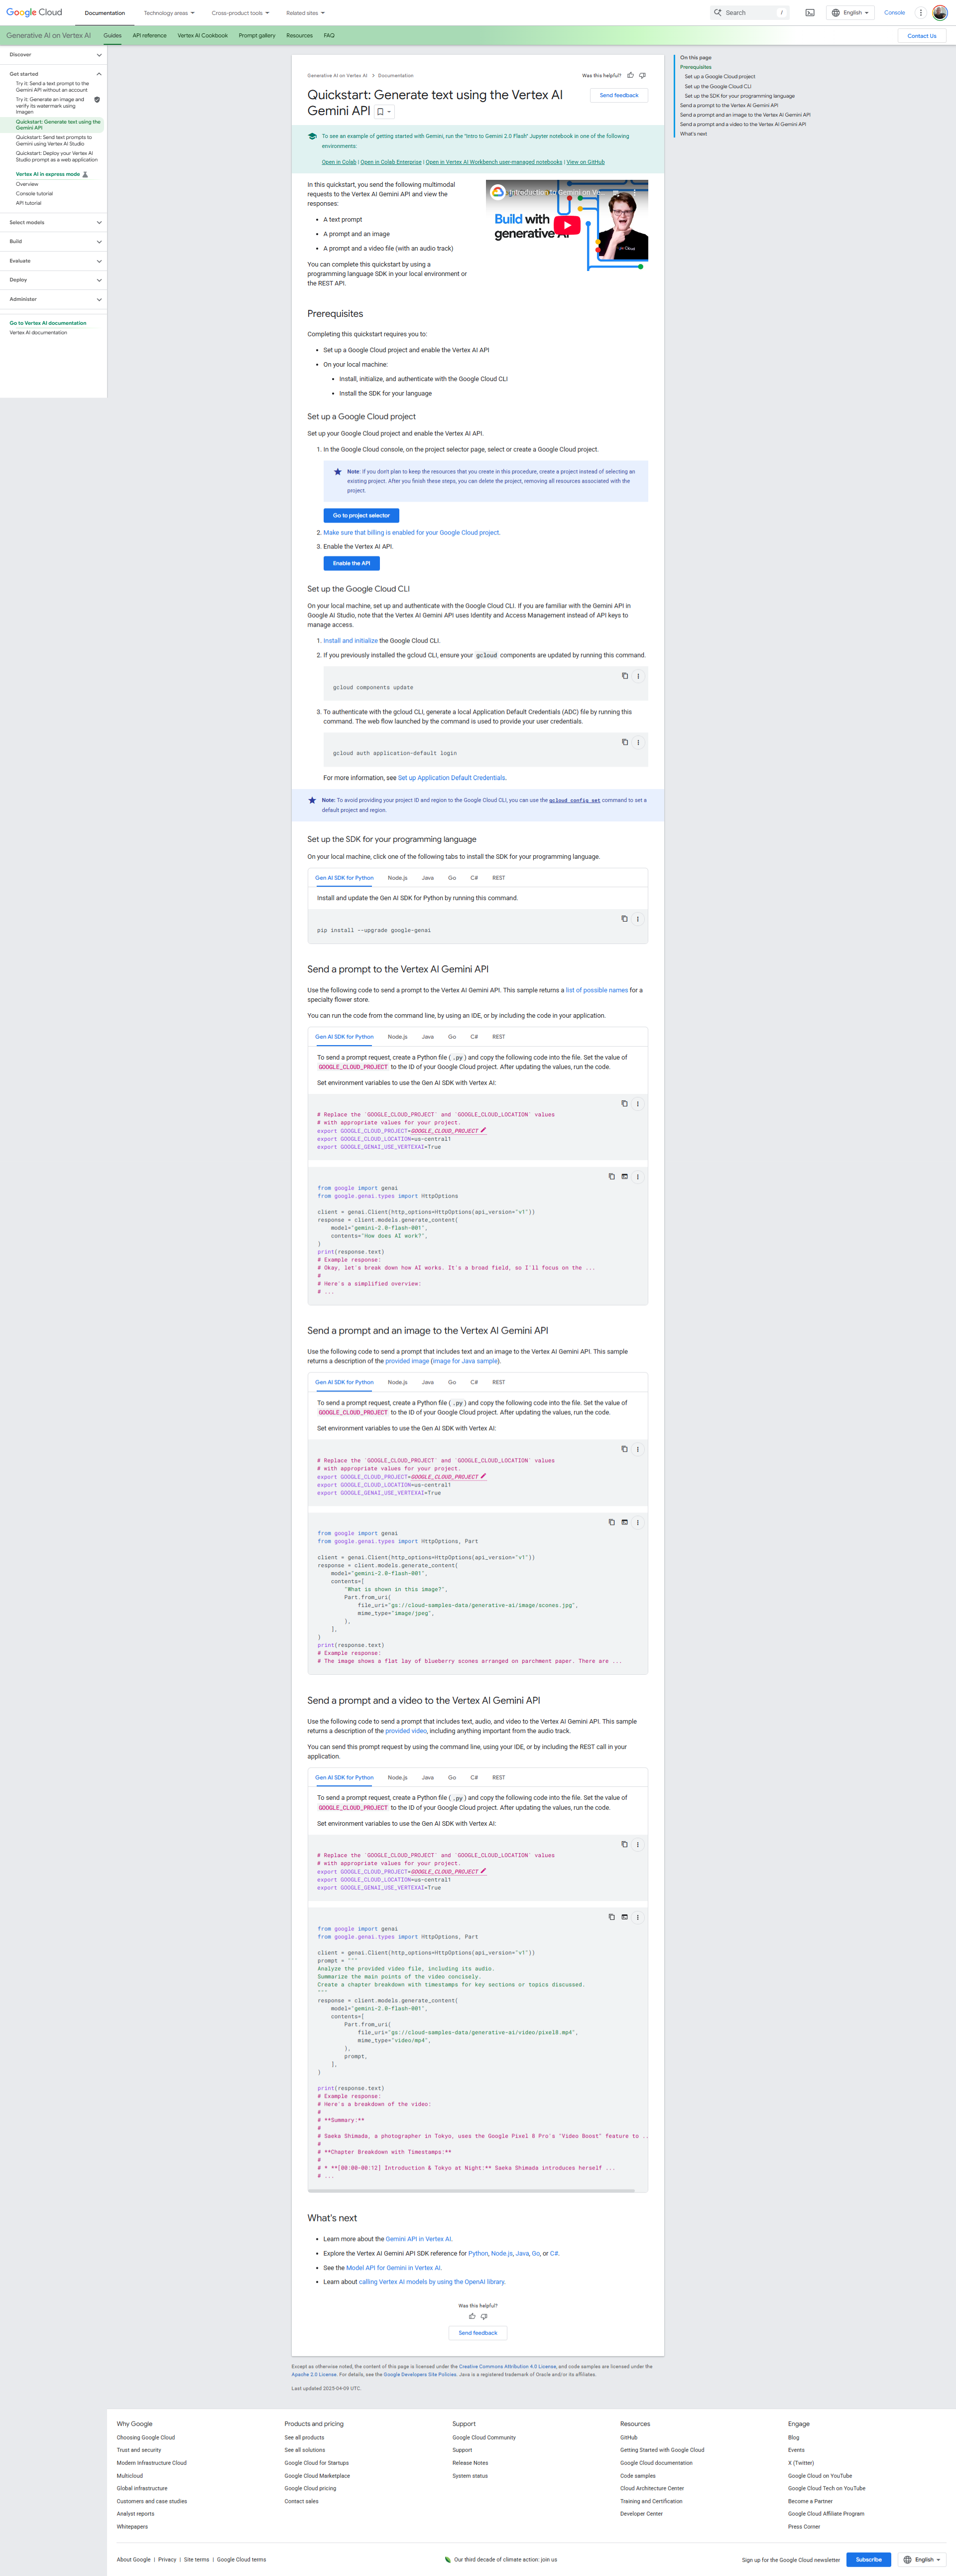 Google Cloud
Documentation
Technology areas
Cross-product tools
Related sites
Search
/
English
Console
Generative AI on Vertex AI
Guides
API reference
Vertex AI Cookbook
Prompt gallery
Resources
FAQ
Contact Us
Discover
Get started
Try it: Send a text prompt to the
Gemini API without an account
Try it: Generate an image and
verify its watermark using
Imagen
Quickstart: Generate text using the
Gemini API
Quickstart: Send text prompts to
Gemini using Vertex AI Studio
Quickstart: Deploy your Vertex AI
Studio prompt as a web application
Vertex AI in express mode
Overview
Console tutorial
API tutorial
Select models
Build
Evaluate
Deploy
Administer
Go to Vertex AI documentation
Vertex AI documentation
Generative AI on Vertex AI > Documentation
Was this helpful?
Quickstart: Generate text using the Vertex AI
Gemini API
Send feedback
To see an example of getting started with Gemini, run the "Intro to Gemini 2.0 Flash" Jupyter notebook in one of the following
environments:
Open in Colab | Open in Colab Enterprise | Open in Vertex AI Workbench user-managed notebooks | View on GitHub
In this quickstart, you send the following multimodal
requests to the Vertex AI Gemini API and view the
responses:
• A text prompt
• A prompt and an image
• A prompt and a video file (with an audio track)
You can complete this quickstart by using a
programming language SDK in your local environment or
the REST API.
Introduction to Gemini on Ve
Build with
generative AI
on Cloud
Prerequisites
Completing this quickstart requires you to:
• Set up a Google Cloud project and enable the Vertex AI API
• On your local machine:
• Install, initialize, and authenticate with the Google Cloud CLI
• Install the SDK for your language
Set up a Google Cloud project
Set up your Google Cloud project and enable the Vertex AI API.
1. In the Google Cloud console, on the project selector page, select or create a Google Cloud project.
Note: If you don't plan to keep the resources that you create in this procedure, create a project instead of selecting an
existing project. After you finish these steps, you can delete the project, removing all resources associated with the
project.
Go to project selector
2. Make sure that billing is enabled for your Google Cloud project.
3. Enable the Vertex AI API.
Enable the API
Set up the Google Cloud CLI
On your local machine, set up and authenticate with the Google Cloud CLI. If you are familiar with the Gemini API in
Google AI Studio, note that the Vertex AI Gemini API uses Identity and Access Management instead of API keys to
manage access.
1. Install and initialize the Google Cloud CLI.
2. If you previously installed the gcloud CLI, ensure your gcloud components are updated by running this command.
gcloud components update
3. To authenticate with the gcloud CLI, generate a local Application Default Credentials (ADC) file by running this
command. The web flow launched by the command is used to provide your user credentials.
gcloud auth application-default login
For more information, see Set up Application Default Credentials.
Note: To avoid providing your project ID and region to the Google Cloud CLI, you can use the gcloud config set command to set a
default project and region.
Set up the SDK for your programming language
On your local machine, click one of the following tabs to install the SDK for your programming language.
Gen AI SDK for Python Node.js Java Go C# REST
Install and update the Gen AI SDK for Python by running this command.
pip install --upgrade google-genai
Send a prompt to the Vertex AI Gemini API
Use the following code to send a prompt to the Vertex AI Gemini API. This sample returns a list of possible names for a
specialty flower store.
You can run the code from the command line, by using an IDE, or by including the code in your application.
Gen AI SDK for Python Node.js Java Go C# REST
To send a prompt request, create a Python file (.py) and copy the following code into the file. Set the value of
GOOGLE_CLOUD_PROJECT to the ID of your Google Cloud project. After updating the values, run the code.
Set environment variables to use the Gen AI SDK with Vertex AI:
# Replace the `GOOGLE_CLOUD_PROJECT` and `GOOGLE_CLOUD_LOCATION` values
# with appropriate values for your project.
export GOOGLE_CLOUD_PROJECT=GOOGLE_CLOUD_PROJECT
export GOOGLE_CLOUD_LOCATION=us-central1
export GOOGLE_GENAI_USE_VERTEXAI=True
from google import genai
from google.genai.types import HttpOptions
client = genai.Client(http_options=HttpOptions(api_version="v1"))
response = client.models.generate_content(
model="gemini-2.0-flash-001",
contents="How does AI work?",
)
print(response.text)
# Example response:
# Okay, let's break down how AI works. It's a broad field, so I'll focus on the ...
#
# Here's a simplified overview:
# ...
Send a prompt and an image to the Vertex AI Gemini API
Use the following code to send a prompt that includes text and an image to the Vertex AI Gemini API. This sample
returns a description of the provided image (image for Java sample).
Gen AI SDK for Python Node.js Java Go C# REST
To send a prompt request, create a Python file (.py) and copy the following code into the file. Set the value of
GOOGLE_CLOUD_PROJECT to the ID of your Google Cloud project. After updating the values, run the code.
Set environment variables to use the Gen AI SDK with Vertex AI:
# Replace the `GOOGLE_CLOUD_PROJECT` and `GOOGLE_CLOUD_LOCATION` values
# with appropriate values for your project.
export GOOGLE_CLOUD_PROJECT=GOOGLE_CLOUD_PROJECT
export GOOGLE_CLOUD_LOCATION=us-central1
export GOOGLE_GENAI_USE_VERTEXAI=True
from google import genai
from google.genai.types import HttpOptions, Part
client = genai.Client(http_options=HttpOptions(api_version="v1"))
response = client.models.generate_content(
model="gemini-2.0-flash-001",
contents=[
"What is shown in this image?",
Part.from_uri(
file_uri="gs://cloud-samples-data/generative-ai/image/scones.jpg",
mime_type="image/jpeg",
),
],
)
print(response.text)
# Example response:
# The image shows a flat lay of blueberry scones arranged on parchment paper. There are ...
Send a prompt and a video to the Vertex AI Gemini API
Use the following code to send a prompt that includes text, audio, and video to the Vertex AI Gemini API. This sample
returns a description of the provided video, including anything important from the audio track.
You can send this prompt request by using the command line, using your IDE, or by including the REST call in your
application.
Gen AI SDK for Python Node.js Java Go C# REST
To send a prompt request, create a Python file (.py) and copy the following code into the file. Set the value of
GOOGLE_CLOUD_PROJECT to the ID of your Google Cloud project. After updating the values, run the code.
Set environment variables to use the Gen AI SDK with Vertex AI:
# Replace the `GOOGLE_CLOUD_PROJECT` and `GOOGLE_CLOUD_LOCATION` values
# with appropriate values for your project.
export GOOGLE_CLOUD_PROJECT=GOOGLE_CLOUD_PROJECT
export GOOGLE_CLOUD_LOCATION=us-central1
export GOOGLE_GENAI_USE_VERTEXAI=True
from google import genai
from google.genai.types import HttpOptions, Part
client = genai.Client(http_options=HttpOptions(api_version="v1"))
prompt = """
Analyze the provided video file, including its audio.
Summarize the main points of the video concisely.
Create a chapter breakdown with timestamps for key sections or topics discussed.
"""
response = client.models.generate_content(
model="gemini-2.0-flash-001",
contents=[
Part.from_uri(
file_uri="gs://cloud-samples-data/generative-ai/video/pixel8.mp4",
mime_type="video/mp4",
),
prompt,
],
)
print(response.text)
# Example response:
# Here's a breakdown of the video:
#
# **Summary:**
#
# Saeka Shimada, a photographer in Tokyo, uses the Google Pixel 8 Pro's "Video Boost" feature to ..
#
# **Chapter Breakdown with Timestamps:**
#
# * **[00:00-00:12] Introduction & Tokyo at Night:** Saeka Shimada introduces herself ...
# ...
What's next
• Learn more about the Gemini API in Vertex AI.
• Explore the Vertex AI Gemini API SDK reference for Python, Node.js, Java, Go, or C#.
• See the Model API for Gemini in Vertex AI.
• Learn about calling Vertex AI models by using the OpenAI library.
Was this helpful?
Send feedback
On this page
Prerequisites
Set up a Google Cloud project
Set up the Google Cloud CLI
Set up the SDK for your programming language
Send a prompt to the Vertex AI Gemini API
Send a prompt and an image to the Vertex AI Gemini API
Send a prompt and a video to the Vertex AI Gemini API
What's next
Except as otherwise noted, the content of this page is licensed under the Creative Commons Attribution 4.0 License, and code samples are licensed under the
Apache 2.0 License. For details, see the Google Developers Site Policies. Java is a registered trademark of Oracle and/or its affiliates.
Last updated 2025-04-09 UTC.
Why Google
Choosing Google Cloud
Trust and security
Modern Infrastructure Cloud
Multicloud
Global infrastructure
Customers and case studies
Analyst reports
Whitepapers
Products and pricing
See all products
See all solutions
Google Cloud for Startups
Google Cloud Marketplace
Google Cloud pricing
Contact sales
Support
Google Cloud Community
Support
Release Notes
System status
Resources
GitHub
Getting Started with Google Cloud
Google Cloud documentation
Code samples
Cloud Architecture Center
Training and Certification
Developer Center
Engage
Blog
Events
X (Twitter)
Google Cloud on YouTube
Google Cloud Tech on YouTube
Become a Partner
Google Cloud Affiliate Program
Press Corner
About Google | Privacy | Site terms | Google Cloud terms
Our third decade of climate action: join us
Sign up for the Google Cloud newsletter
Subscribe
English